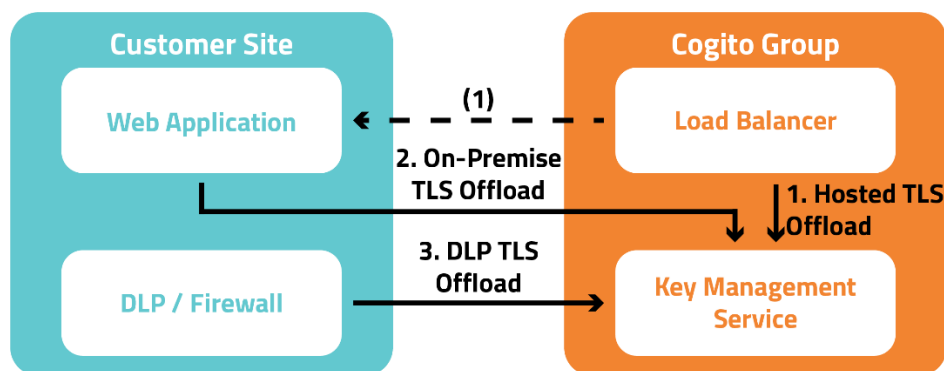 Customer Site
Web Application
DLP / Firewall
(1)
2. On-Premise
TLS Offload
3. DLP TLS
Offload
Cogito Group
Load Balancer
1. Hosted TLS
Offload
Key Management
Service